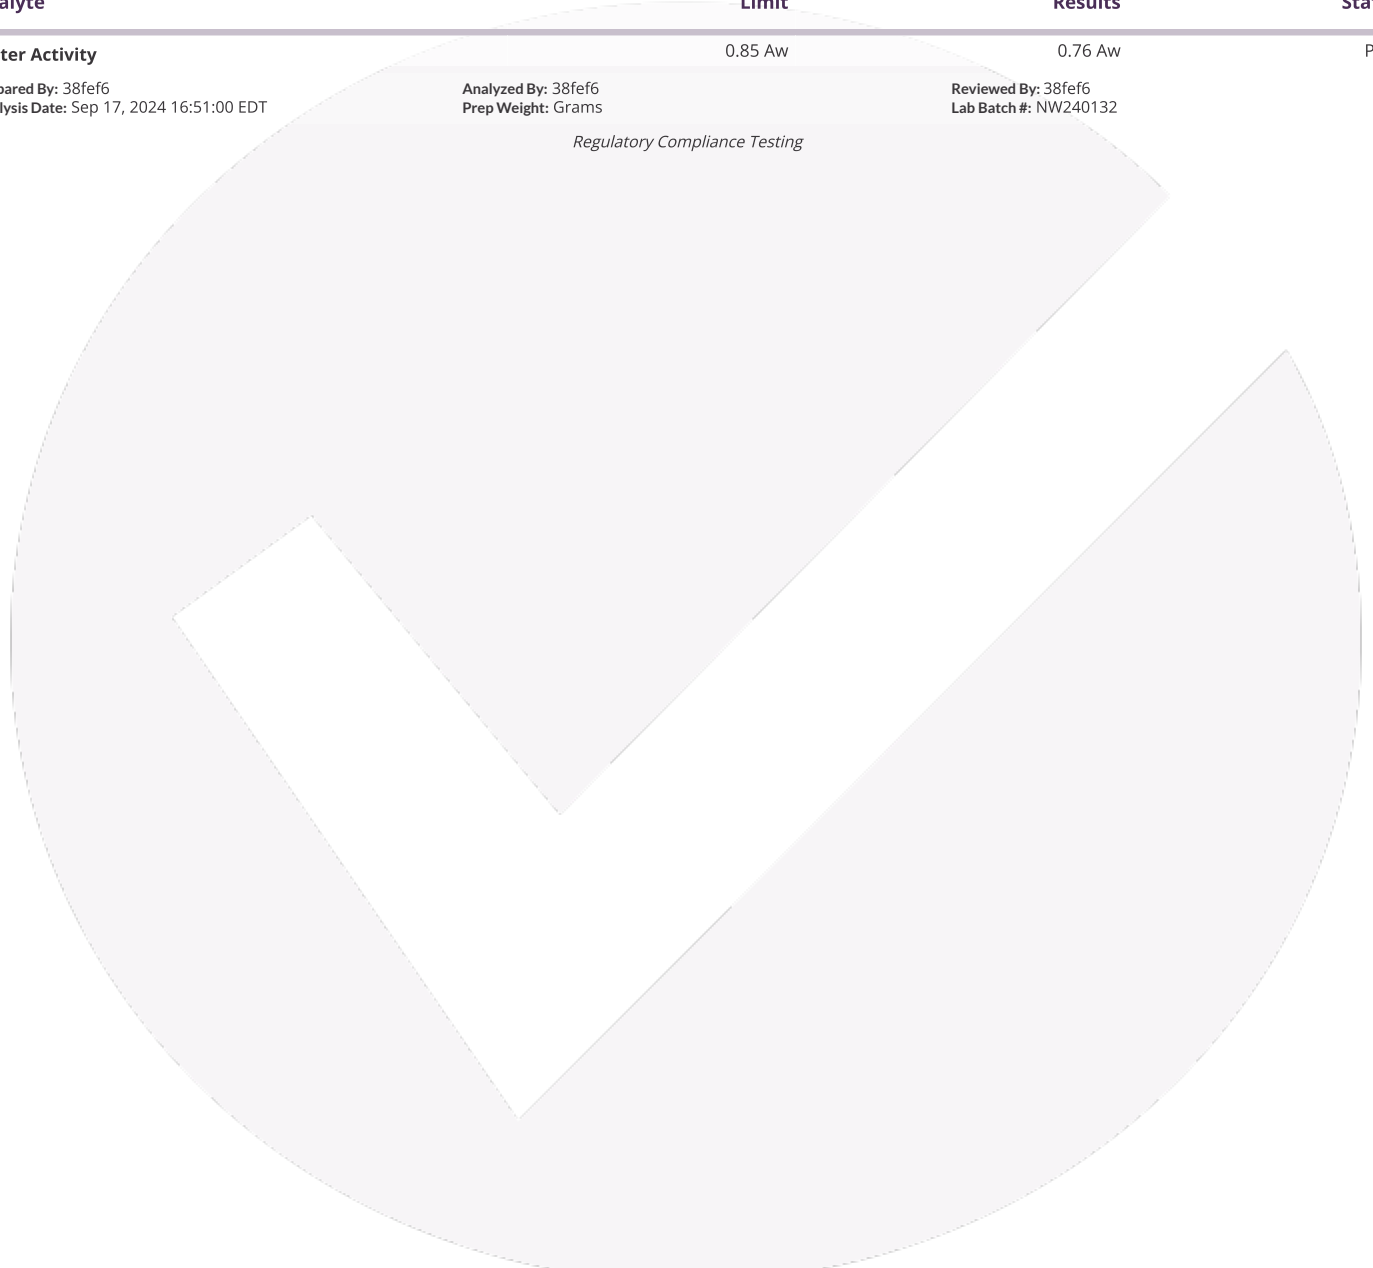 alyte Limit Results Sta
ter Activity 0.85 Aw 0.76 Aw P
pared By: 38fef6 Analyzed By: 38fef6 Reviewed By: 38fef6
lysis Date: Sep 17, 2024 16:51:00 EDT Prep Weight: Grams Lab Batch #: NW240132
Regulatory Compliance Testing